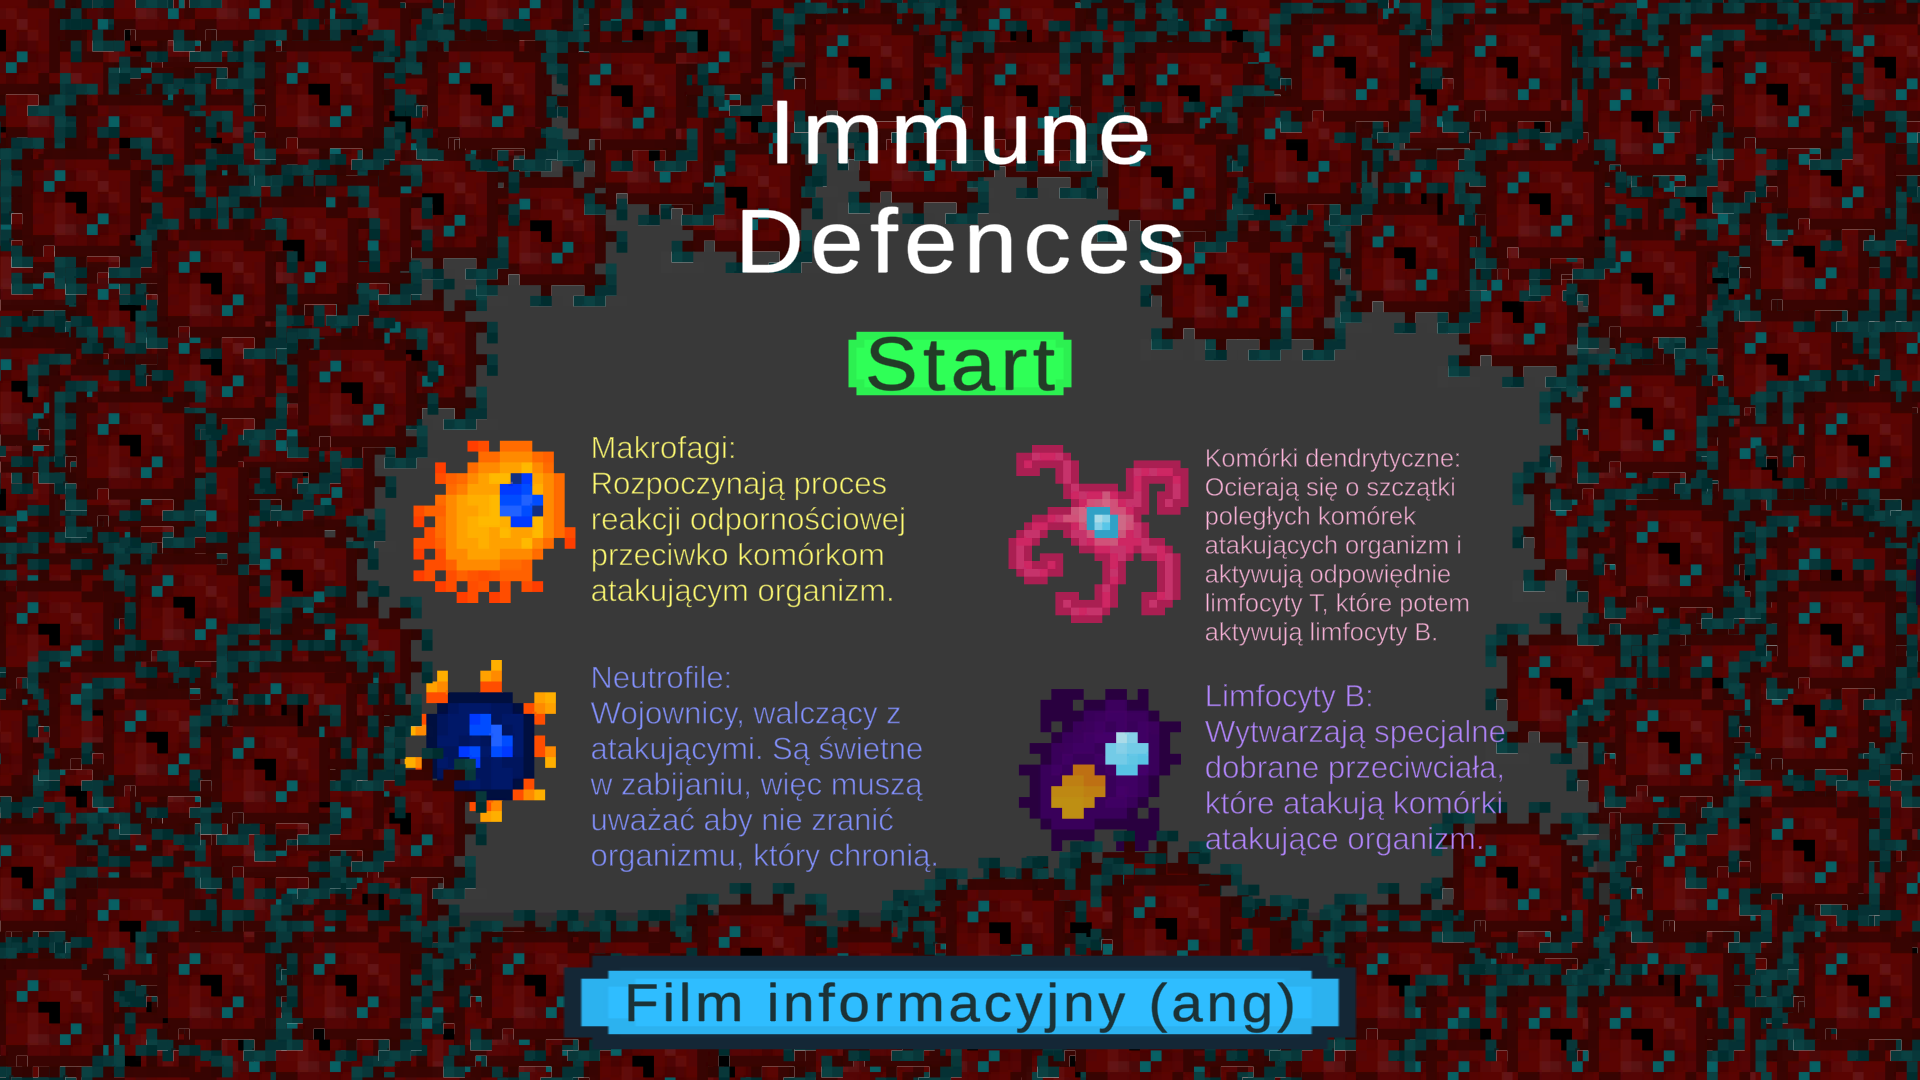 Immune
Defences
Start
Makrofagi:
Rozpoczynają proces
reakcji odpornościowej
przeciwko komórkom
atakującym organizm.
Komórki dendrytyczne:
Ocierają się o szczątki
poległych komórek
atakujących organizm i
aktywują odpowiędnie
limfocyty T, które potem
aktywują limfocyty B.
Neutrofile:
Wojownicy, walczący z
atakującymi. Są świetne
w zabijaniu, więc muszą
uważać aby nie zranić
organizmu, który chronią.
Limfocyty B:
Wytwarzają specjalne
dobrane przeciwciała,
które atakują komórki
atakujące organizm.
Film informacyjny (ang)